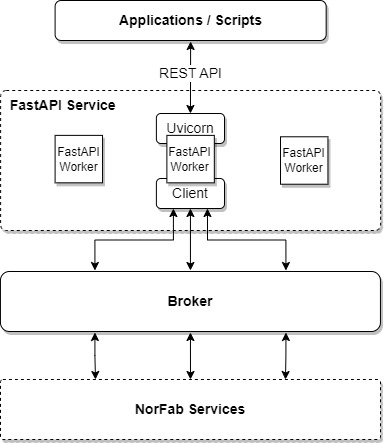 Applications / Scripts
REST API
FastAPI Service
Uvicorn
FastAPI
Worker
FastAPI
Worker
FastAPI
Worker
Client
Broker
NorFab Services